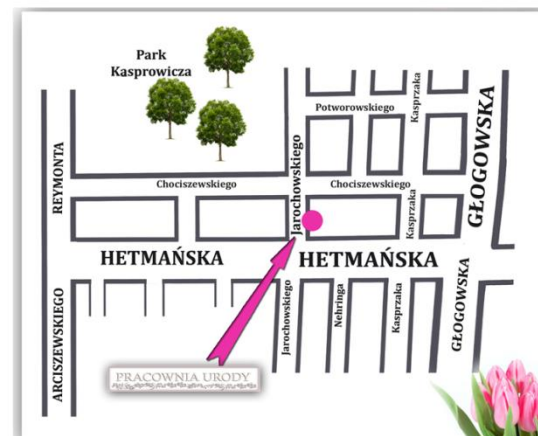 Park
Kasprowicza
Potworowskiego
Kasprzaka
GŁOGOWSKA
REYMONTA
Jarochowskiego
Chociszewskiego
Chociszewskiego
Kasprzaka
HETMAŃSKA
HETMAŃSKA
ARCISZEWSKIEGO
Jarochowskiego
Nehringa
Kasprzaka
GŁOGOWSKA
PRACOWNIA URODY